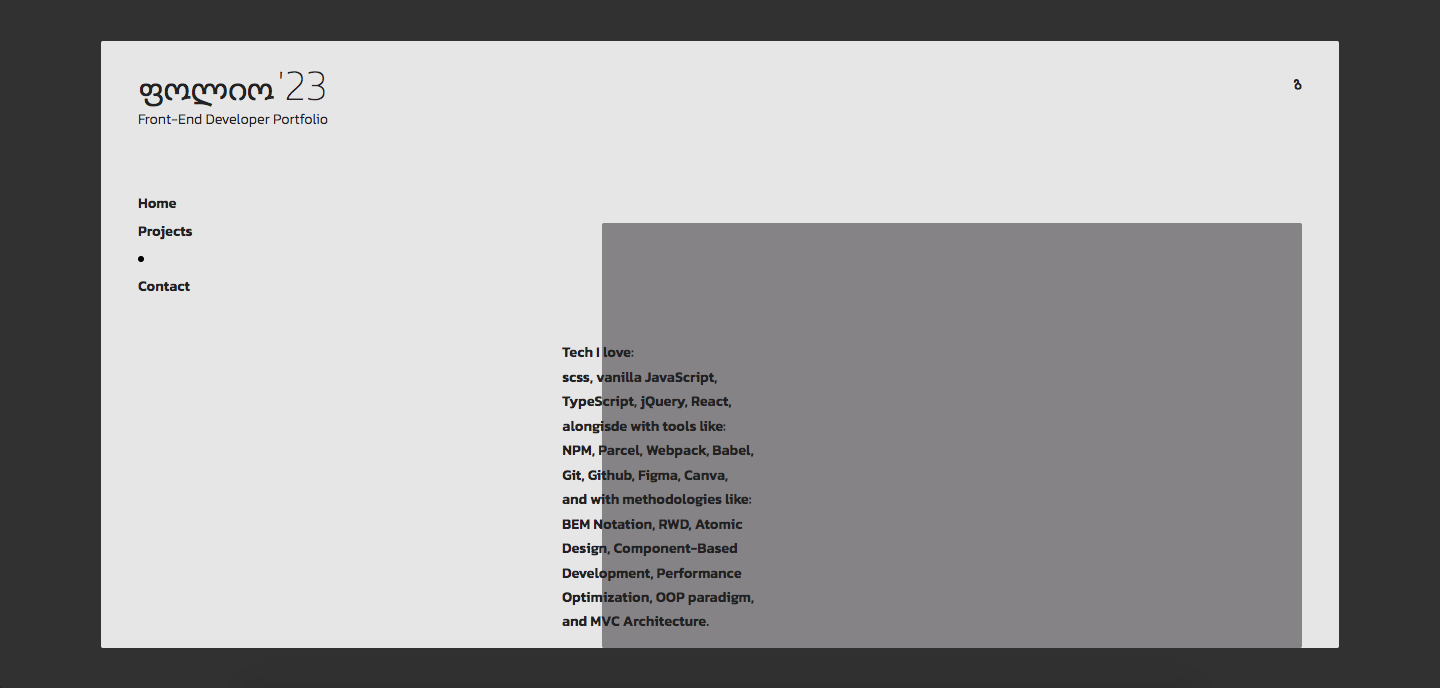 ფოლიო '23
Front-End Developer Portfolio
გ
Home
Projects
Contact
Tech I love:
scss, vanilla JavaScript,
TypeScript, jQuery, React,
alongisde with tools like:
NPM, Parcel, Webpack, Babel,
Git, Github, Figma, Canva,
and with methodologies like:
BEM Notation, RWD, Atomic
Design, Component-Based
Development, Performance
Optimization, OOP paradigm,
and MVC Architecture.